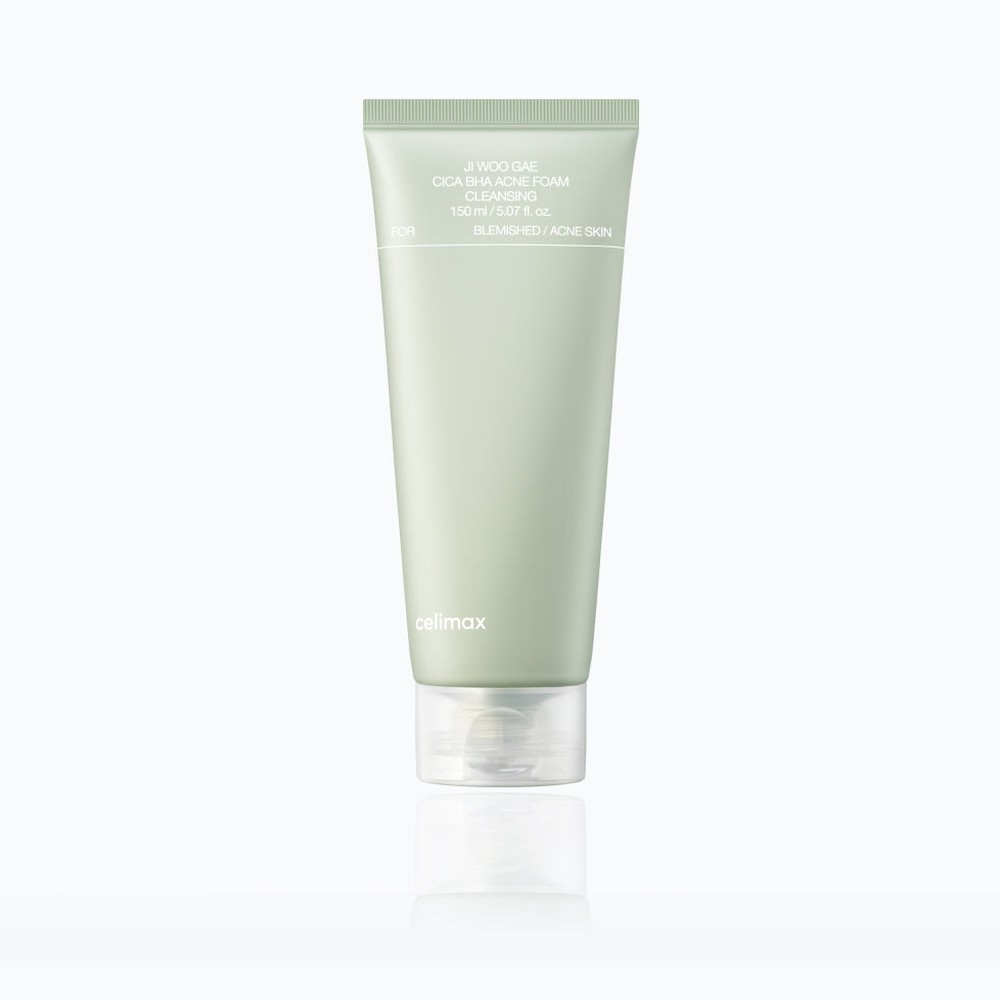 JI WOO GAE
CICA BHA ACNE FOAM
CLEANSING
150 ml / 5.07 fl. oz.
FOR BLEMISHED / ACNE SKIN
celimax